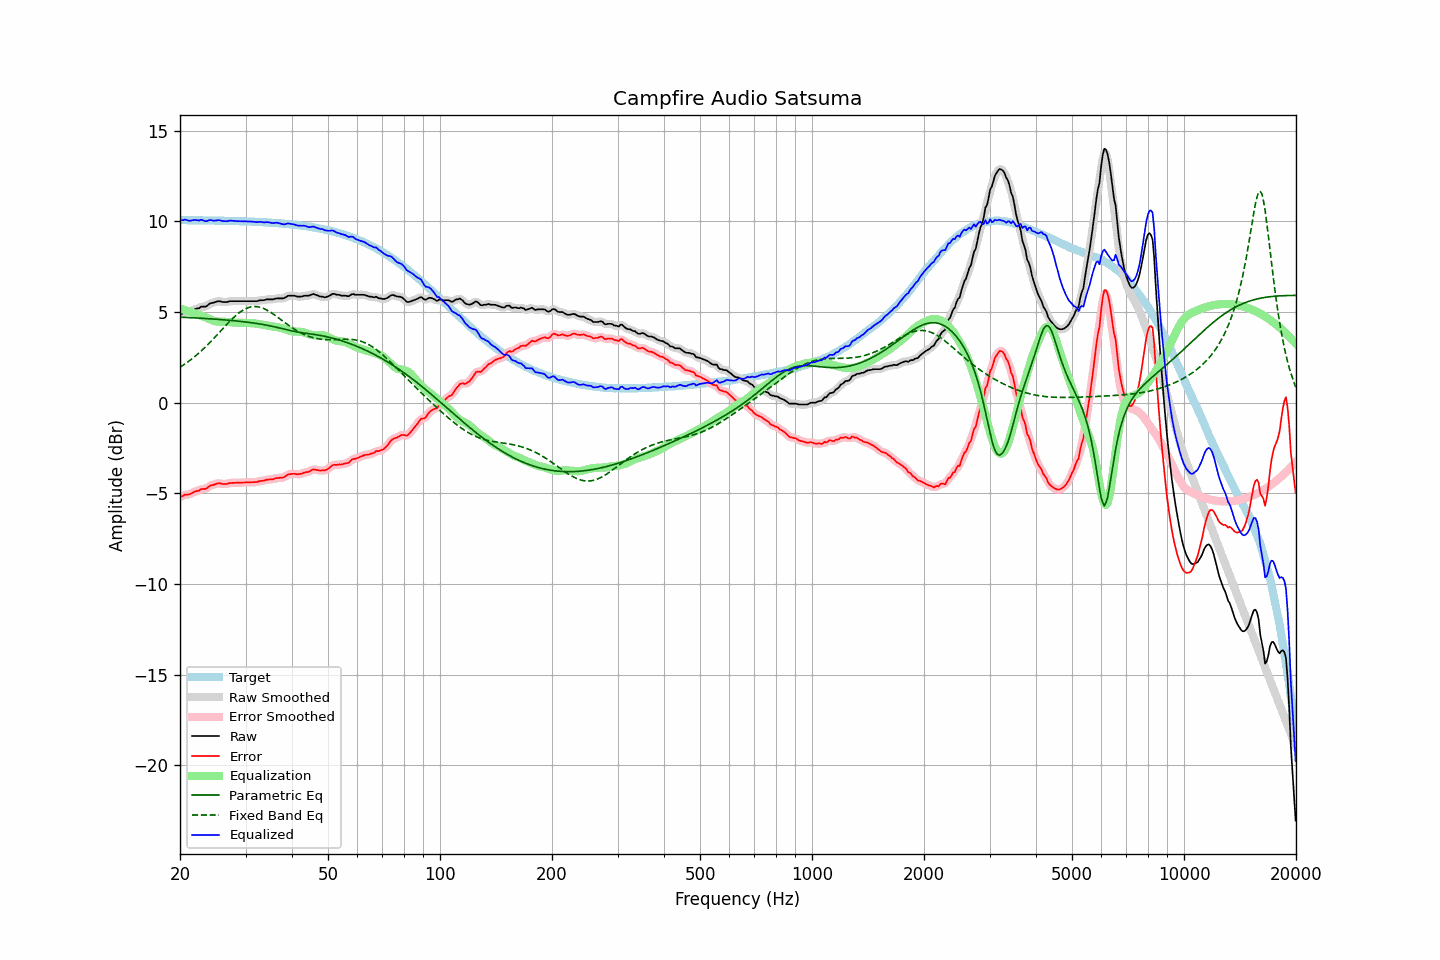 Campfire Audio Satsuma
15
10
5
0
−5
−10
−15
−20
Amplitude (dBr)
Target
Raw Smoothed
Error Smoothed
Raw
Error
Equalization
Parametric Eq
Fixed Band Eq
Equalized
20 50 100 200 500 1000 2000 5000 10000 20000
Frequency (Hz)